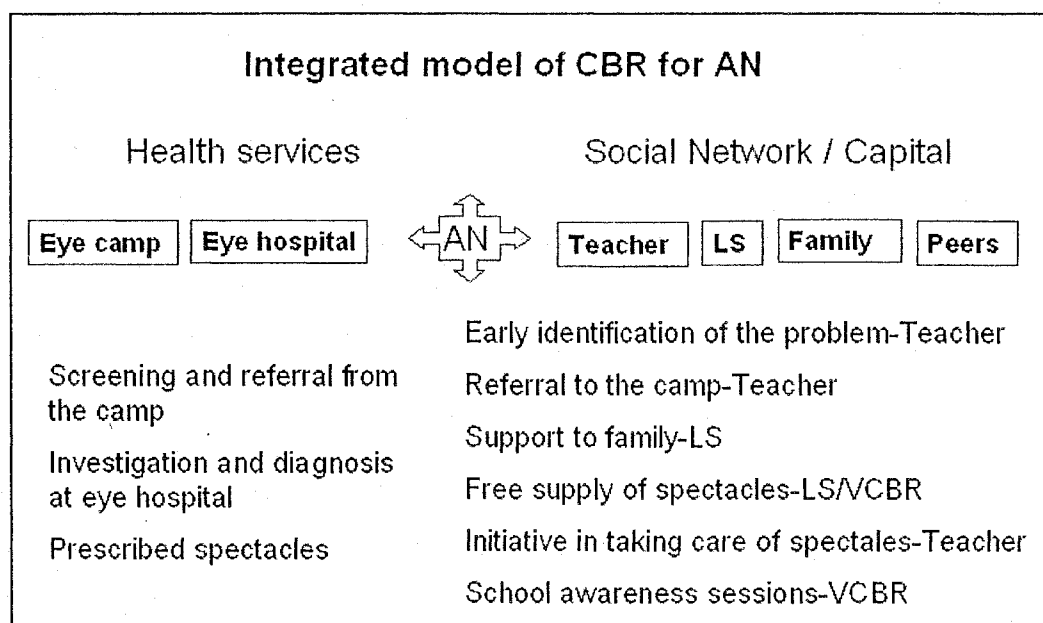 Integrated model of CBR for AN
Health services
Social Network / Capital
Eye camp
Eye hospital
AN
Teacher
LS
Family
Peers
Screening and referral from
the camp
Investigation and diagnosis
at eye hospital
Prescribed spectacles
Early identification of the problem-Teacher
Referral to the camp-Teacher
Support to family-LS
Free supply of spectacles-LS/VCBR
Initiative in taking care of spectales-Teacher
School awareness sessions-VCBR